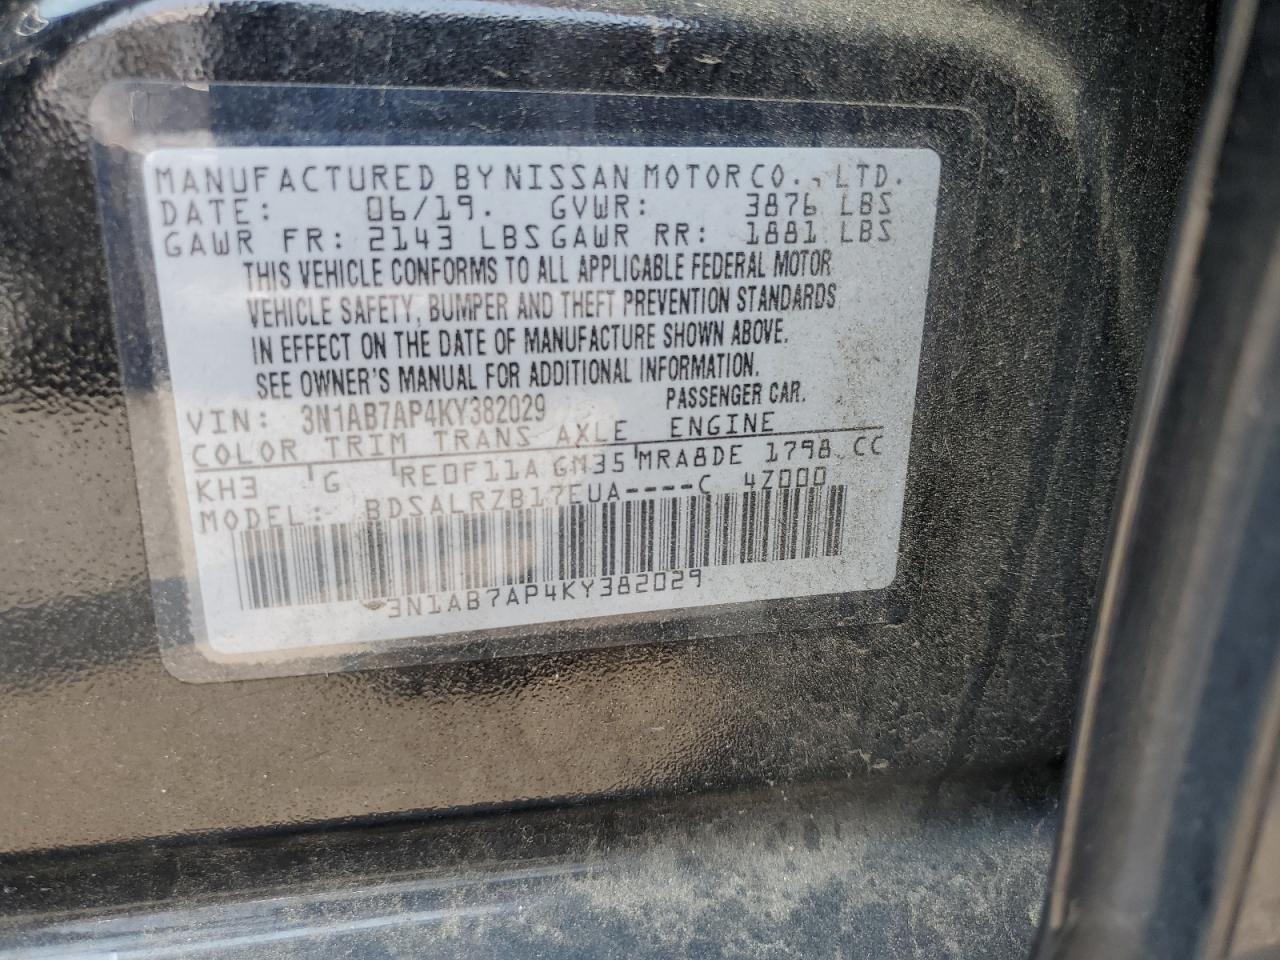 MANUFACTURED BY NISSAN MOTOR CO., LTD.
DATE: 06/19. GVWR: 3876 LBS
GAWR FR: 2143 LBS GAWR RR: 1881 LBS
THIS VEHICLE CONFORMS TO ALL APPLICABLE FEDERAL MOTOR
VEHICLE SAFETY, BUMPER AND THEFT PREVENTION STANDARDS
IN EFFECT ON THE DATE OF MANUFACTURE SHOWN ABOVE.
SEE OWNER'S MANUAL FOR ADDITIONAL INFORMATION.
VIN: 3N1AB7AP4KY382029 PASSENGER CAR.
COLOR TRIM TRANS AXLE ENGINE
KH3 G RE0F11A GM35 MRA8DE 1798 CC
MODEL: BDSALRZB17EUA----C 4Z000
3N1AB7AP4KY382029